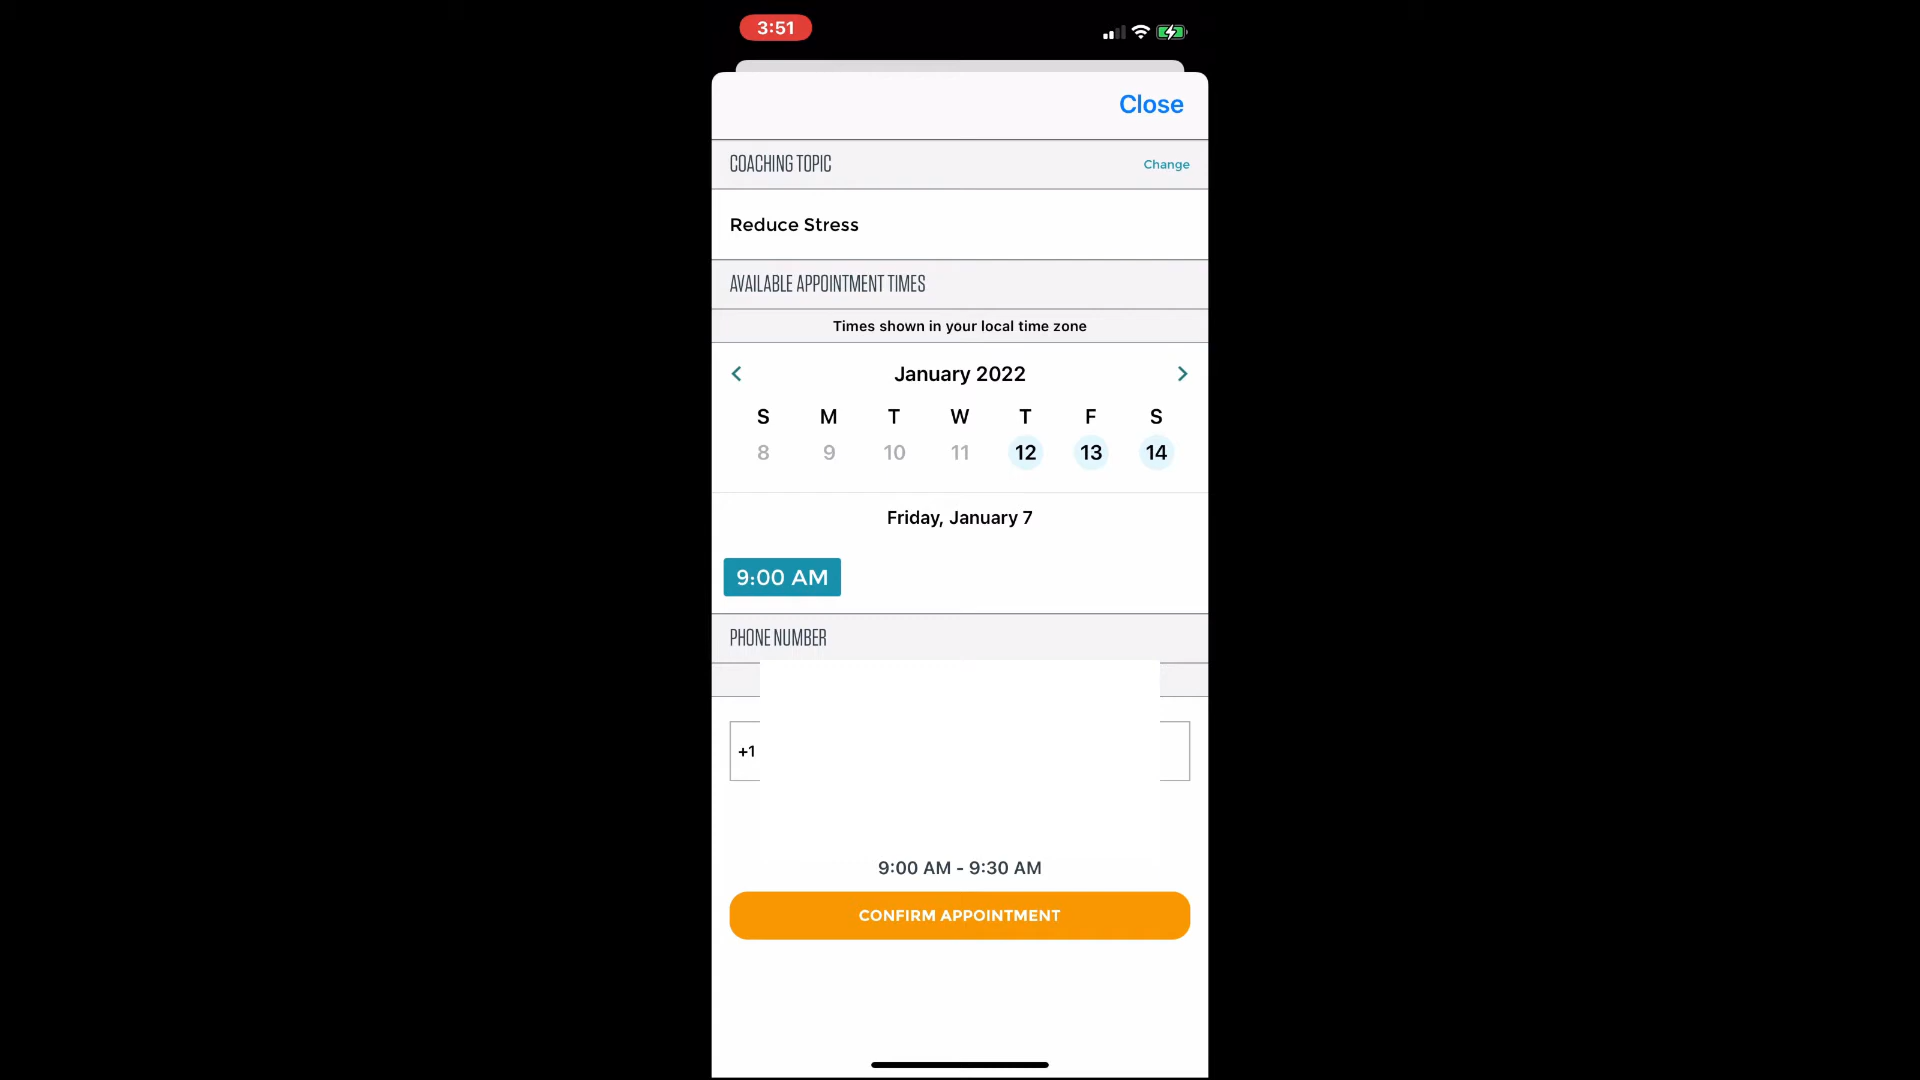 3:51
Close
COACHING TOPIC
Change
Reduce Stress
AVAILABLE APPOINTMENT TIMES
Times shown in your local time zone
January 2022
S M T W T F S
8 9 10 11 12 13 14
Friday, January 7
9:00 AM
PHONE NUMBER
+1
9:00 AM - 9:30 AM
CONFIRM APPOINTMENT